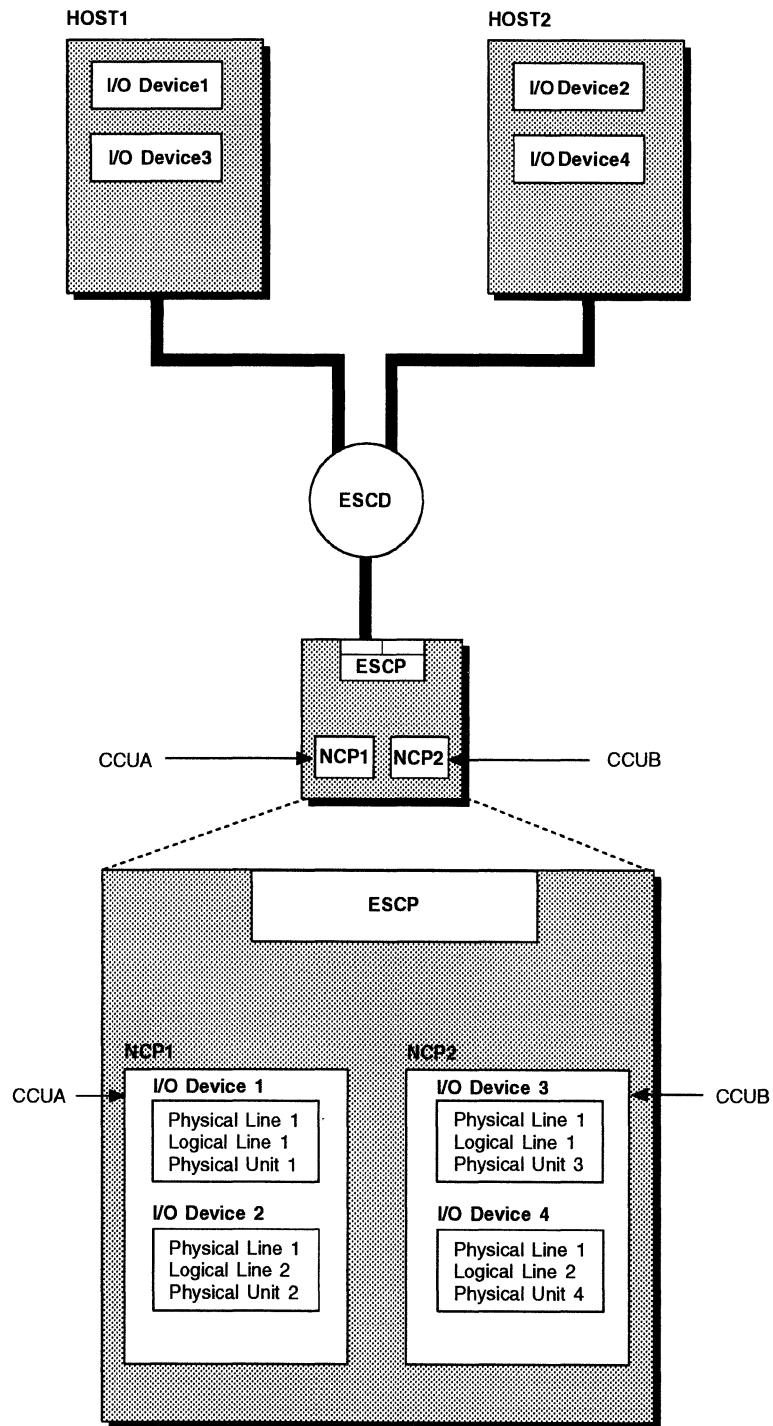 HOST1
HOST2
I/O Device1
I/O Device3
I/O Device2
I/O Device4
ESCD
ESCP
CCUA
NCP1
NCP2
CCUB
ESCP
NCP1
NCP2
CCUA
CCUB
I/O Device 1
Physical Line 1
Logical Line 1
Physical Unit 1
I/O Device 2
Physical Line 1
Logical Line 2
Physical Unit 2
I/O Device 3
Physical Line 1
Logical Line 1
Physical Unit 3
I/O Device 4
Physical Line 1
Logical Line 2
Physical Unit 4